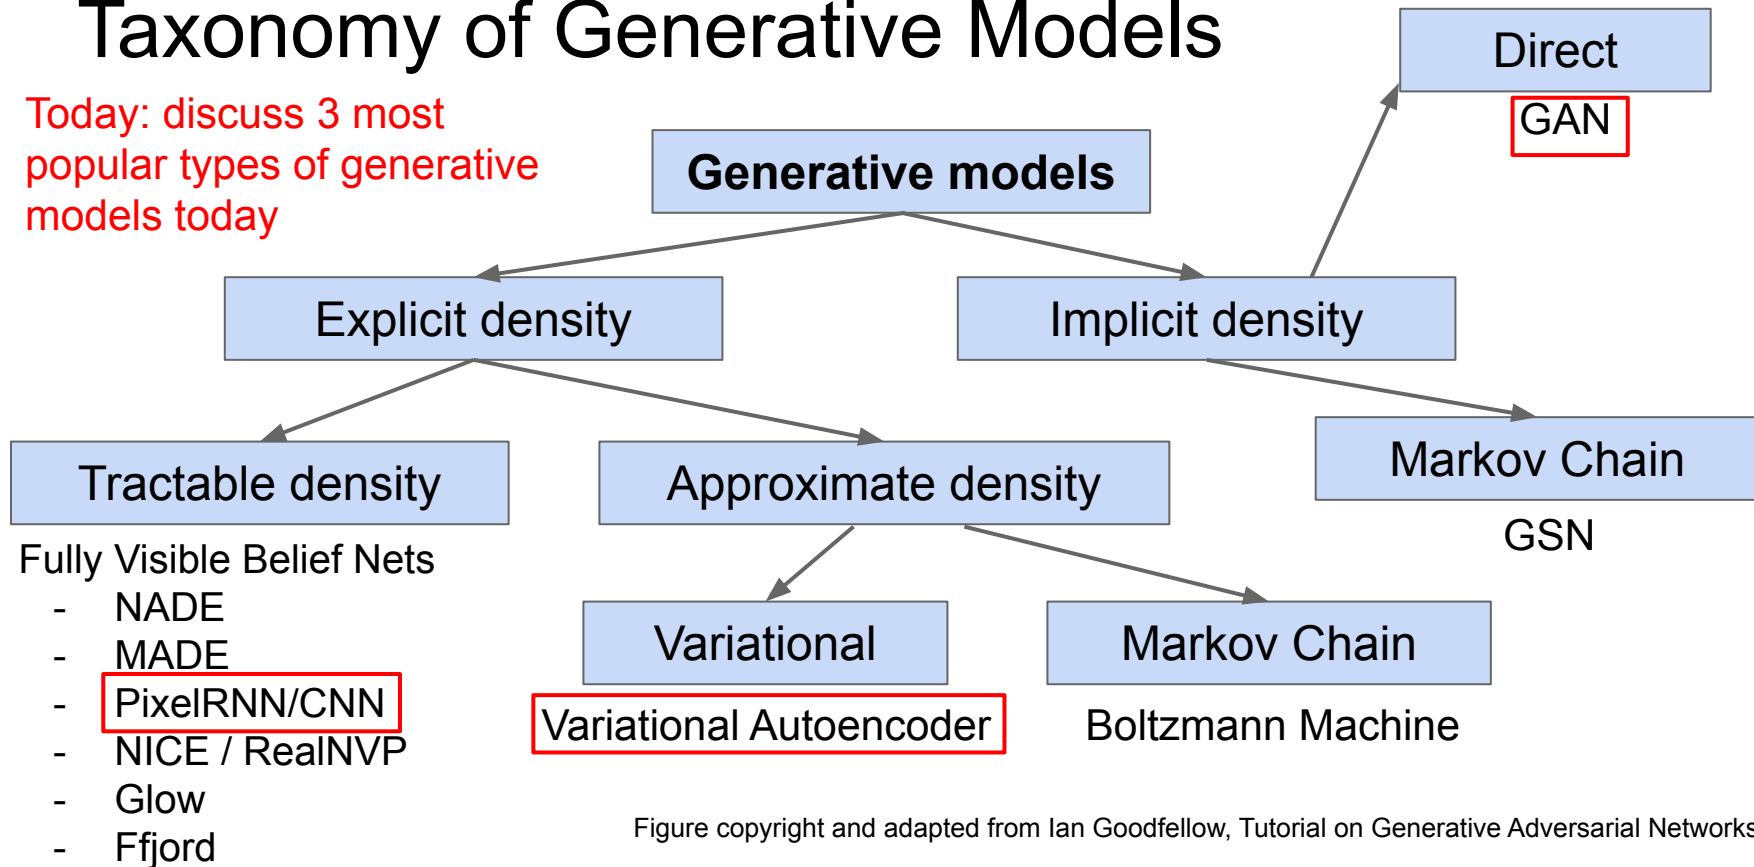 Taxonomy of Generative Models
Direct
GAN
Today: discuss 3 most
popular types of generative
models today
Generative models
Explicit density
Implicit density
Tractable density
Approximate density
Markov Chain
GSN
Fully Visible Belief Nets
- NADE
- MADE
- PixelRNN/CNN
- NICE / RealNVP
- Glow
- Ffjord
Variational
Markov Chain
Variational Autoencoder
Boltzmann Machine
Figure copyright and adapted from Ian Goodfellow, Tutorial on Generative Adversarial Networks